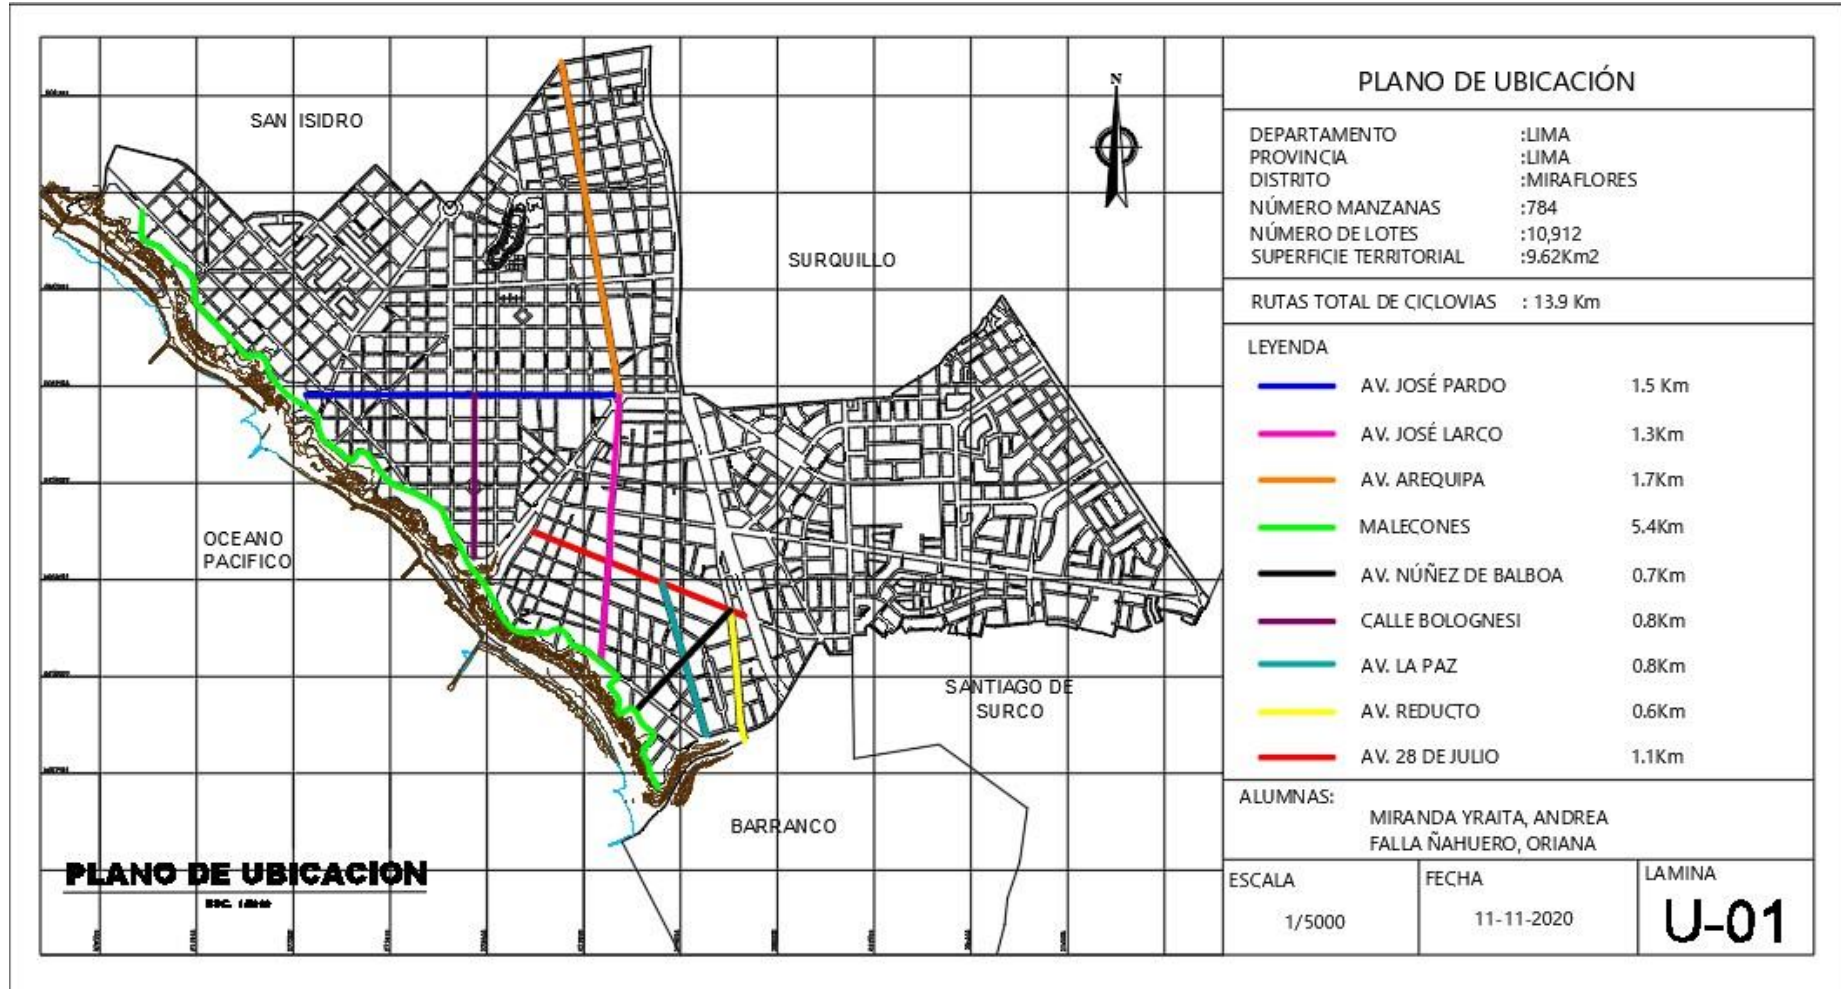 SAN ISIDRO
N
SURQUILLO
OCEANO
PACIFICO
SANTIAGO DE
SURCO
BARRANCO
PLANO DE UBICACION
PLANO DE UBICACIÓN
DEPARTAMENTO :LIMA
PROVINCIA :LIMA
DISTRITO :MIRAFLORES
NÚMERO MANZANAS :784
NÚMERO DE LOTES :10,912
SUPERFICIE TERRITORIAL :9.62Km2
RUTAS TOTAL DE CICLOVIAS : 13.9 Km
LEYENDA
AV. JOSÉ PARDO 1.5 Km
AV. JOSÉ LARCO 1.3Km
AV. AREQUIPA 1.7Km
MALECONES 5.4Km
AV. NÚÑEZ DE BALBOA 0.7Km
CALLE BOLOGNESI 0.8Km
AV. LA PAZ 0.8Km
AV. REDUCTO 0.6Km
AV. 28 DE JULIO 1.1Km
ALUMNAS:
MIRANDA YRAITA, ANDREA
FALLA ÑAHUERO, ORIANA
ESCALA
1/5000
FECHA
11-11-2020
LAMINA
U-01